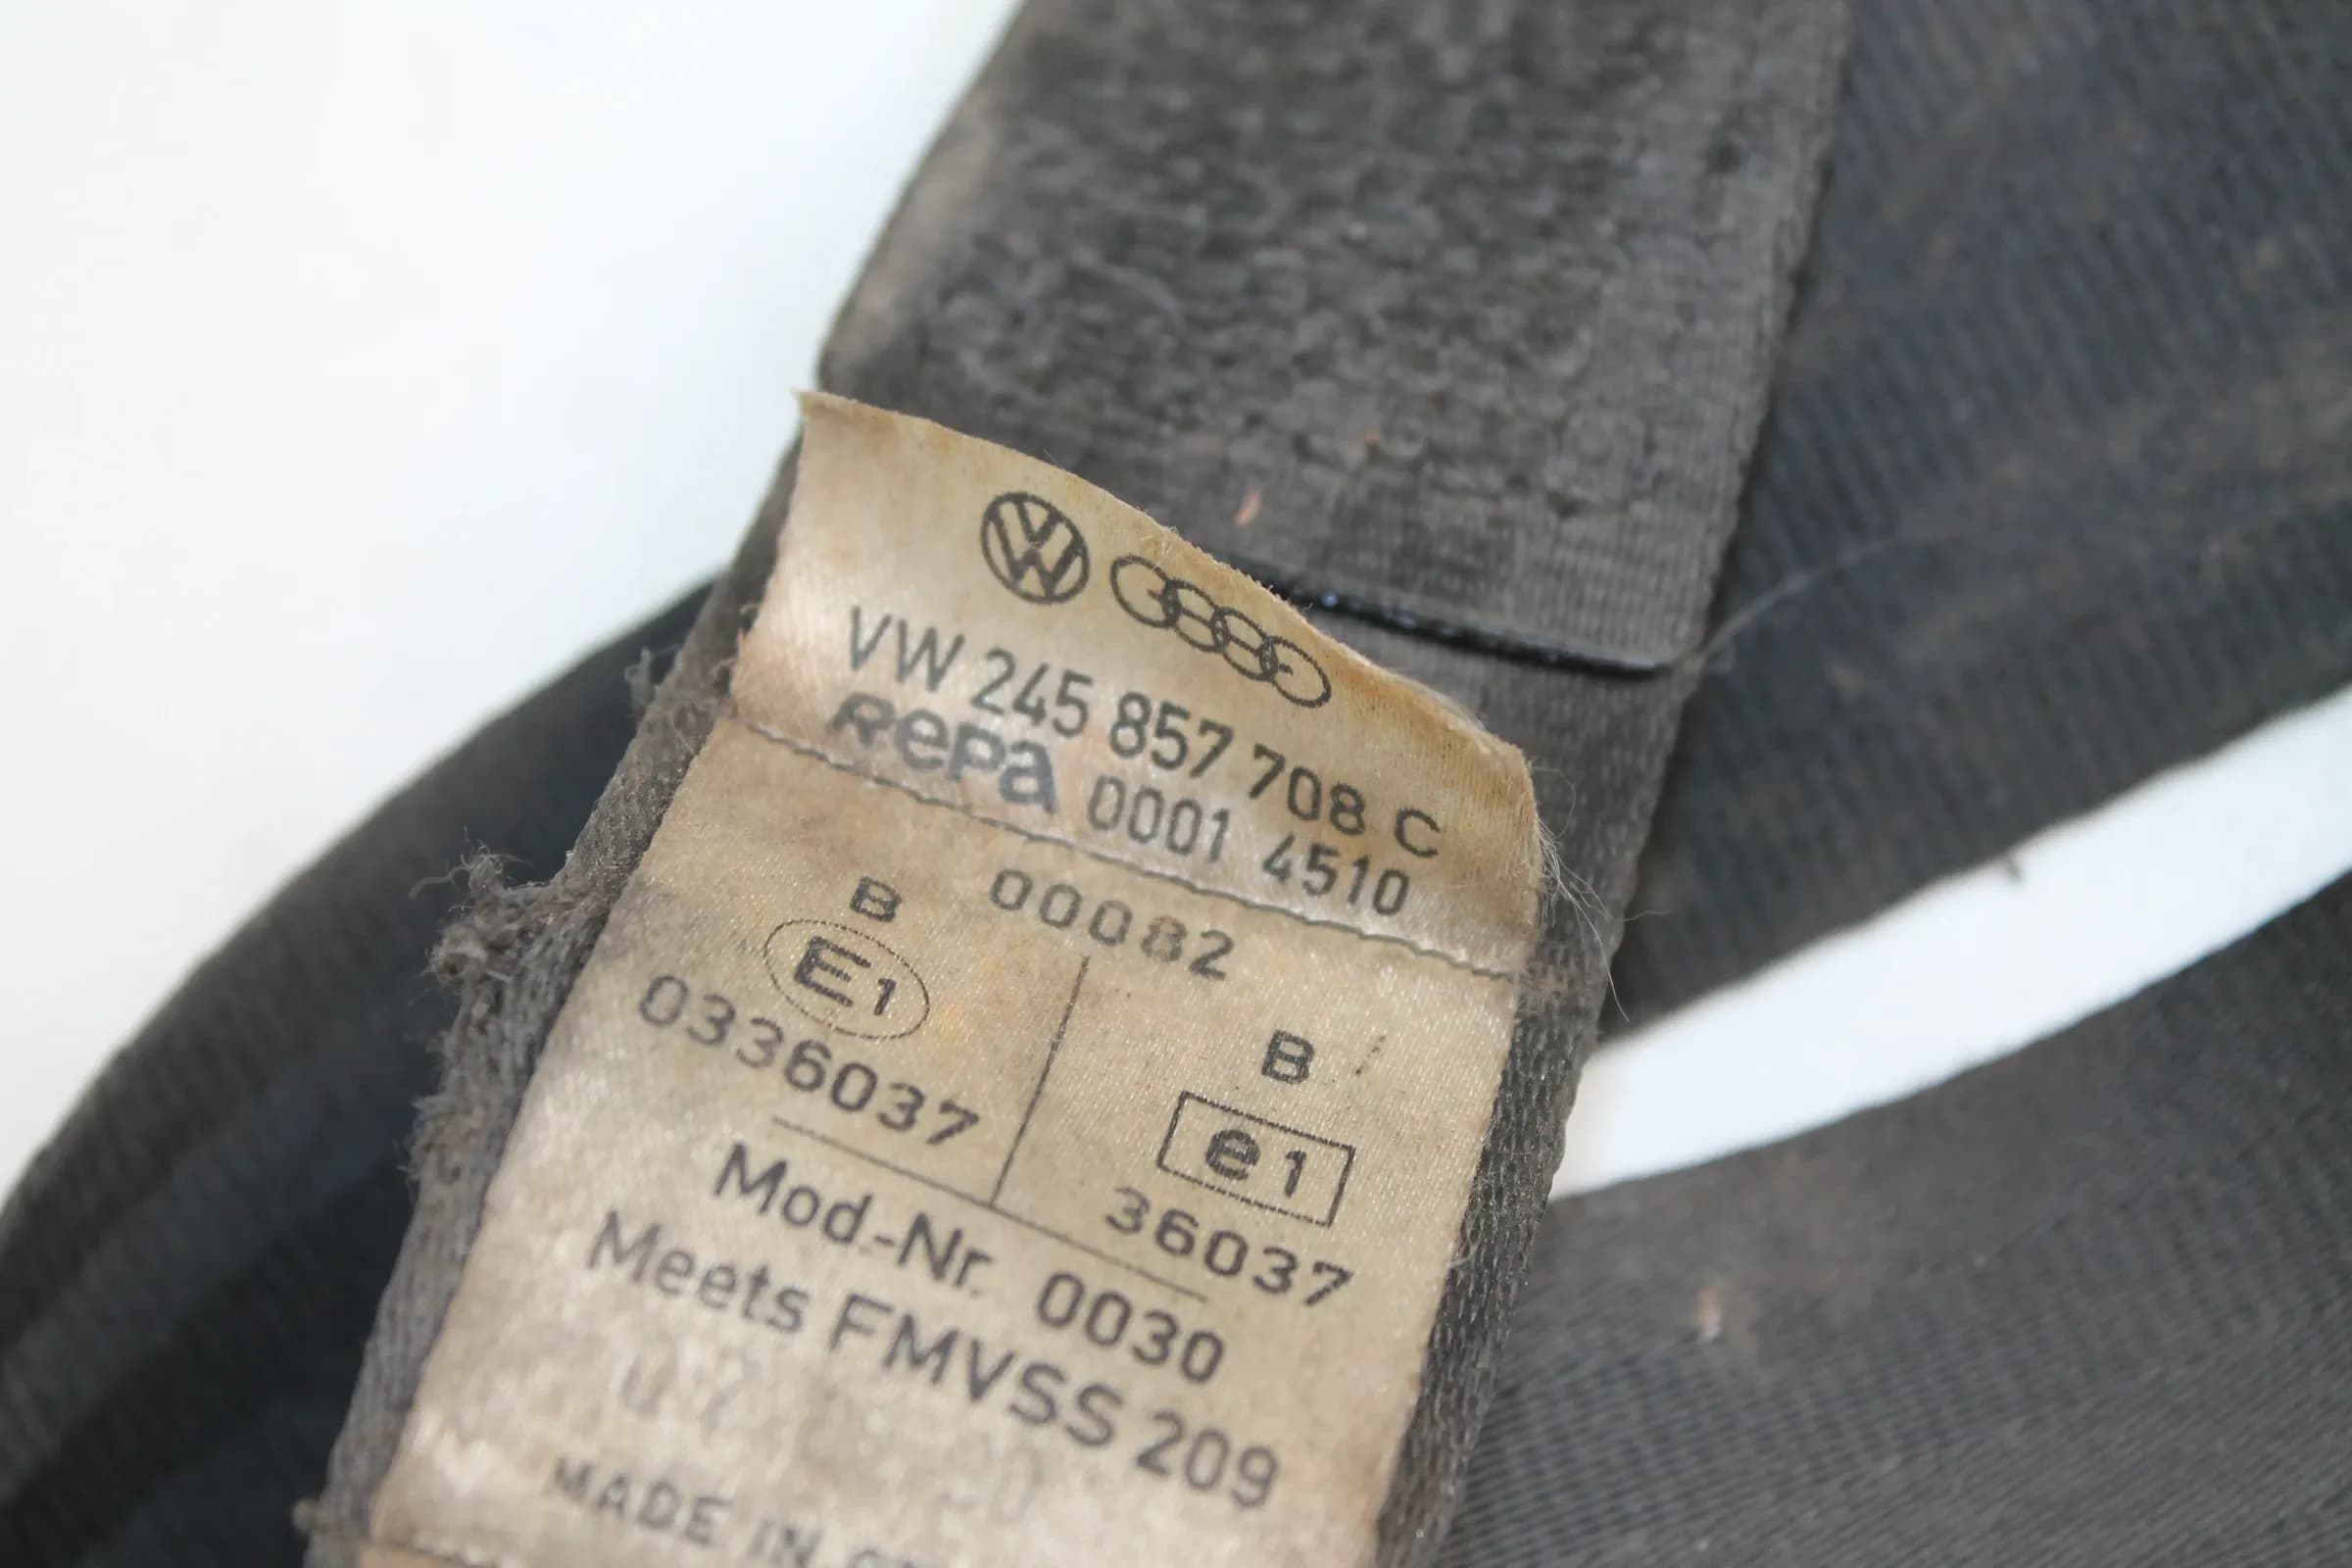 VW 245 857 708 C
Repa 0001 4510
00082
B
E1
0336037
B
e1
36037
Mod.-Nr. 0030
Meets FMVSS 209
MADE IN